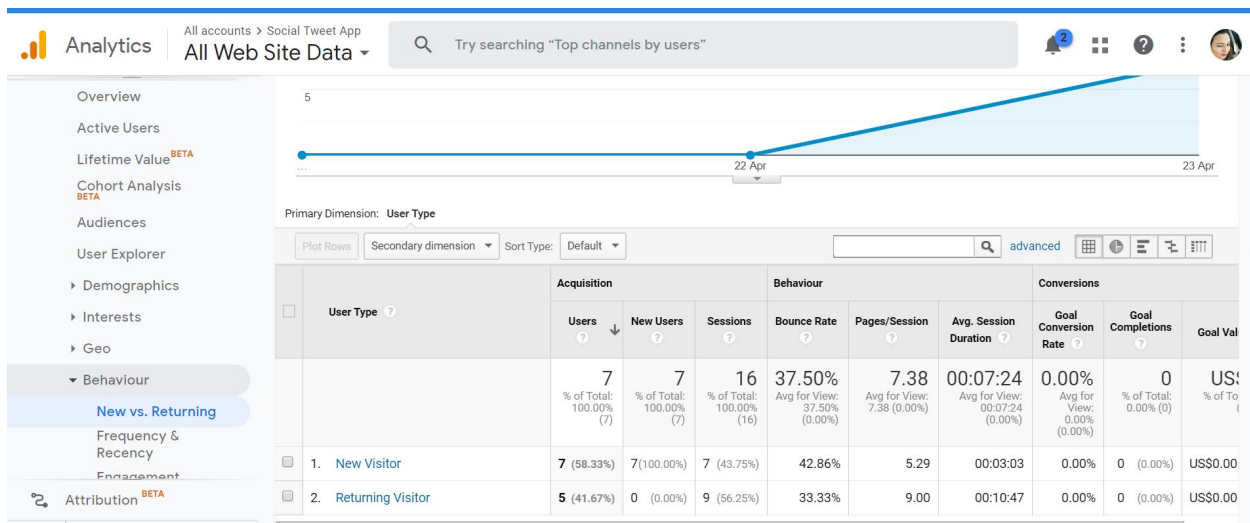 All accounts > Social Tweet App
Analytics
All Web Site Data
Try searching "Top channels by users"
2
Overview
Active Users
Lifetime Value BETA
Cohort Analysis
BETA
Audiences
User Explorer
Demographics
Interests
Geo
Behaviour
New vs. Returning
Frequency &
Recency
Engagement
Attribution BETA
5
...
22 Apr
23 Apr
Primary Dimension: User Type
Plot Rows Secondary dimension Sort Type: Default advanced
Acquisition Behaviour Conversions
User Type ? Users ? New Users ? Sessions ? Bounce Rate ? Pages/Session ? Avg. Session Duration ? Goal Conversion Rate ? Goal Completions ? Goal Val
7 7 16 37.50% 7.38 00:07:24 0.00% 0 US$
% of Total: 100.00% (7) % of Total: 100.00% (7) % of Total: 100.00% (16) Avg for View: 37.50% (0.00%) Avg for View: 7.38 (0.00%) Avg for View: 00:07:24 (0.00%) Avg for View: 0.00% (0.00%) % of Total: 0.00% (0) % of To
1. New Visitor 7 (58.33%) 7(100.00%) 7 (43.75%) 42.86% 5.29 00:03:03 0.00% 0 (0.00%) US$0.00
2. Returning Visitor 5 (41.67%) 0 (0.00%) 9 (56.25%) 33.33% 9.00 00:10:47 0.00% 0 (0.00%) US$0.00